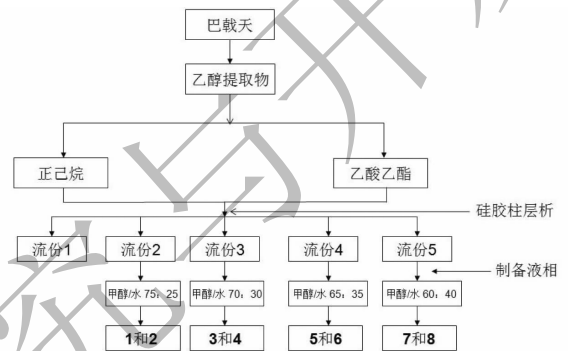 巴戟天
乙醇提取物
正己烷
乙酸乙酯
硅胶柱层析
流份1
流份2
流份3
流份4
流份5
制备液相
甲醇/水 75：25
甲醇/水 70，30
甲醇/水 65，35
甲醇/水 60；40
1和2
3和4
5和6
7和8
究与开